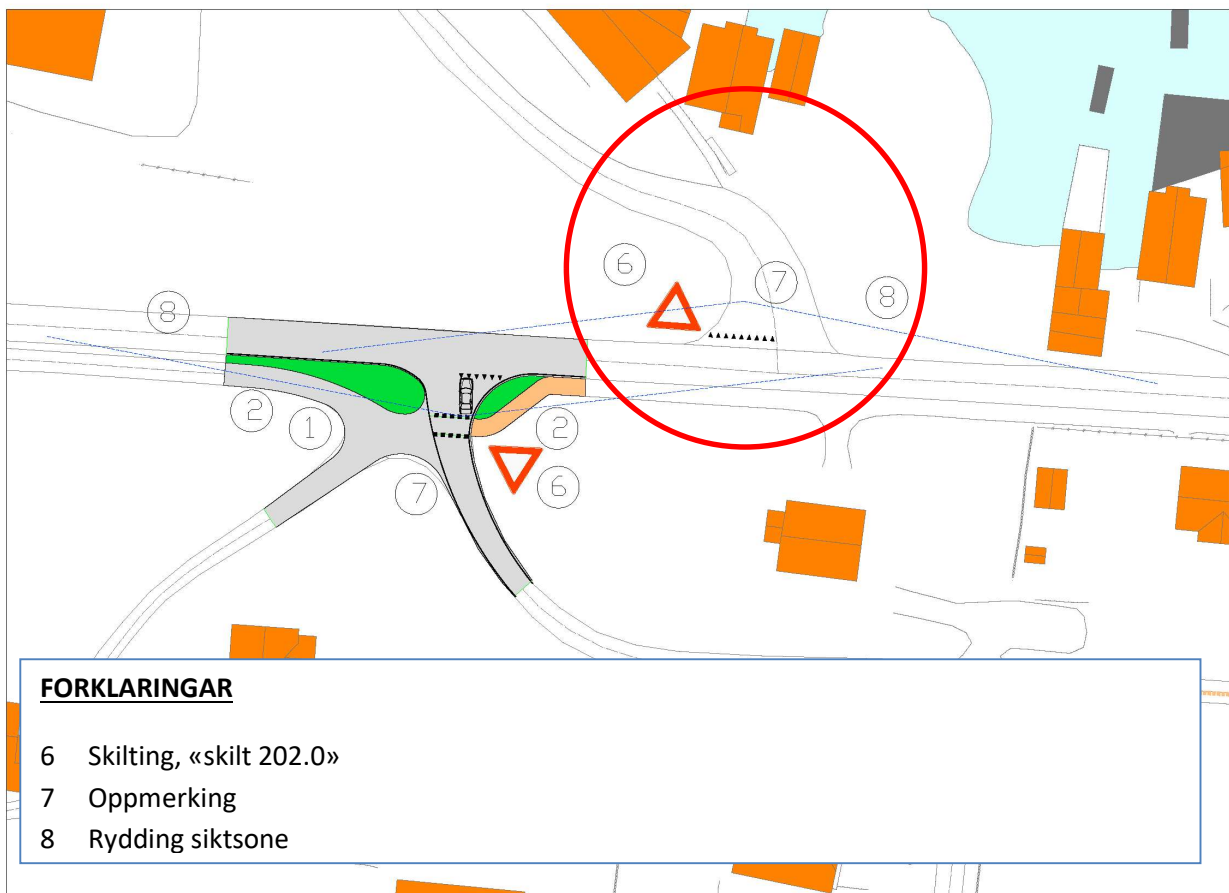 6
7
8
8
2
1
2
7
6
FORKLARINGAR
6 Skilting, «skilt 202.0»
7 Oppmerking
8 Rydding siktsone